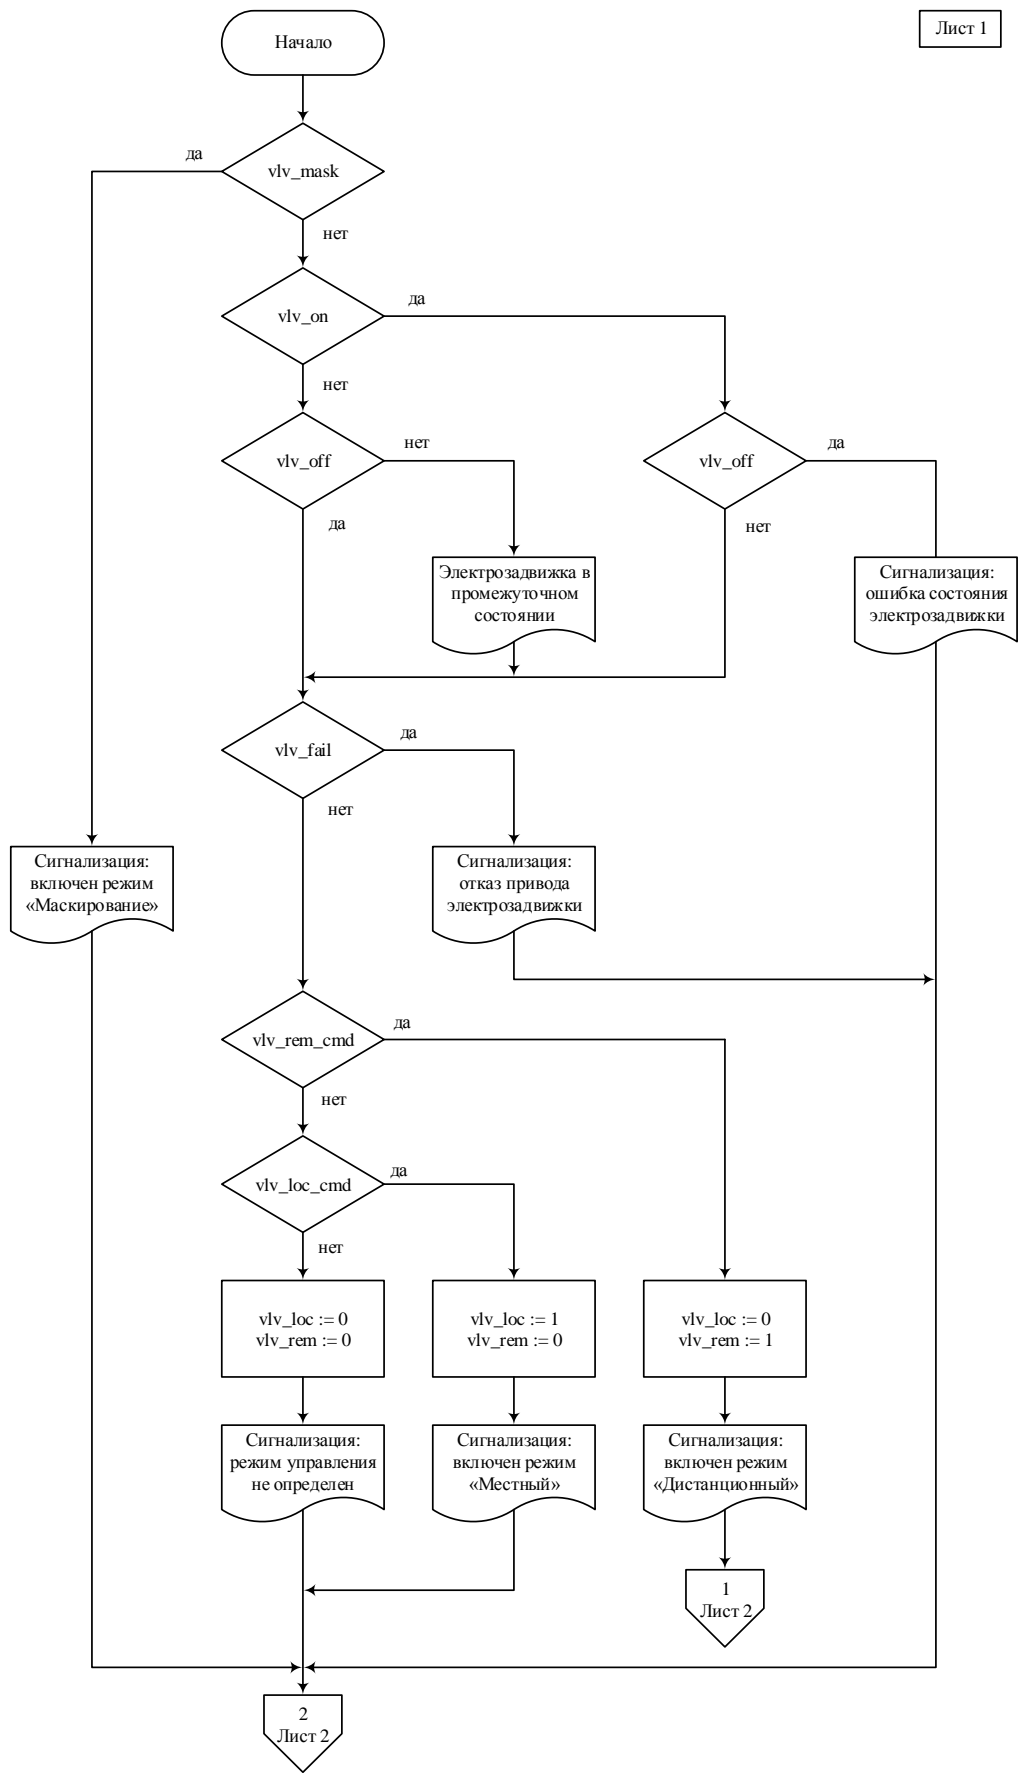 Начало
Лист 1
да
vlv_mask
нет
да
vlv_on
нет
нет
да
vlv_off
vlv_off
да
нет
Электрозадвижка в
промежуточном
состоянии
Сигнализация:
ошибка состояния
электрозадвижки
да
vlv_fail
нет
Сигнализация:
включен режим
«Маскирование»
Сигнализация:
отказ привода
электрозадвижки
да
vlv_rem_cmd
нет
да
vlv_loc_cmd
нет
vlv_loc := 0
vlv_rem := 0
vlv_loc := 1
vlv_rem := 0
vlv_loc := 0
vlv_rem := 1
Сигнализация:
режим управления
не определен
Сигнализация:
включен режим
«Местный»
Сигнализация:
включен режим
«Дистанционный»
1
Лист 2
2
Лист 2